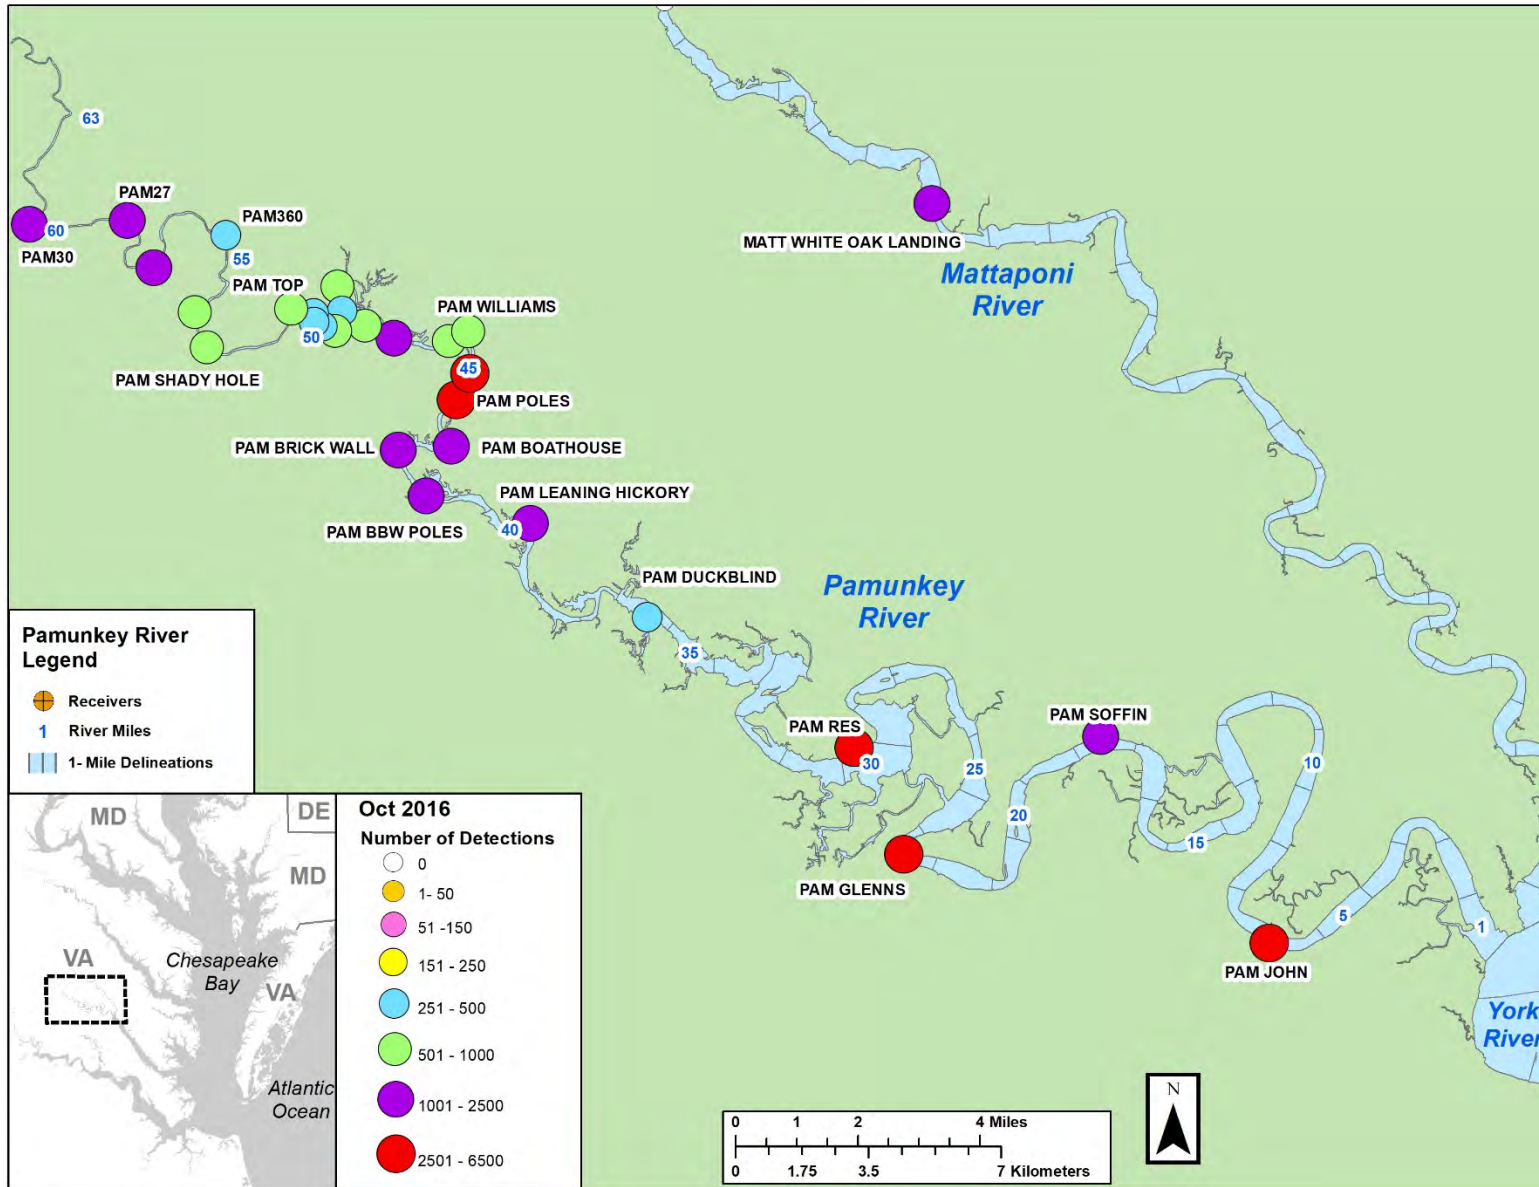 63
PAM27
PAM360
60
PAM30
55
PAM TOP
50
PAM SHADY HOLE
PAM WILLIAMS
45
PAM POLES
PAM BRICK WALL
PAM BOATHOUSE
PAM LEANING HICKORY
PAM BBW POLES
40
PAM DUCKBLIND
35
MATT WHITE OAK LANDING
Mattaponi
River
Pamunkey
River
PAM RES
30
25
PAM SOFFIN
20
PAM GLENNS
15
10
PAM JOHN
5
1
York
River
Pamunkey River
Legend
Receivers
1 River Miles
1- Mile Delineations
MD
DE
MD
VA
Chesapeake
Bay
VA
Atlantic
Ocean
Oct 2016
Number of Detections
0
1- 50
51 -150
151 - 250
251 - 500
501 - 1000
1001 - 2500
2501 - 6500
0 1 2 4 Miles
0 1.75 3.5 7 Kilometers
N